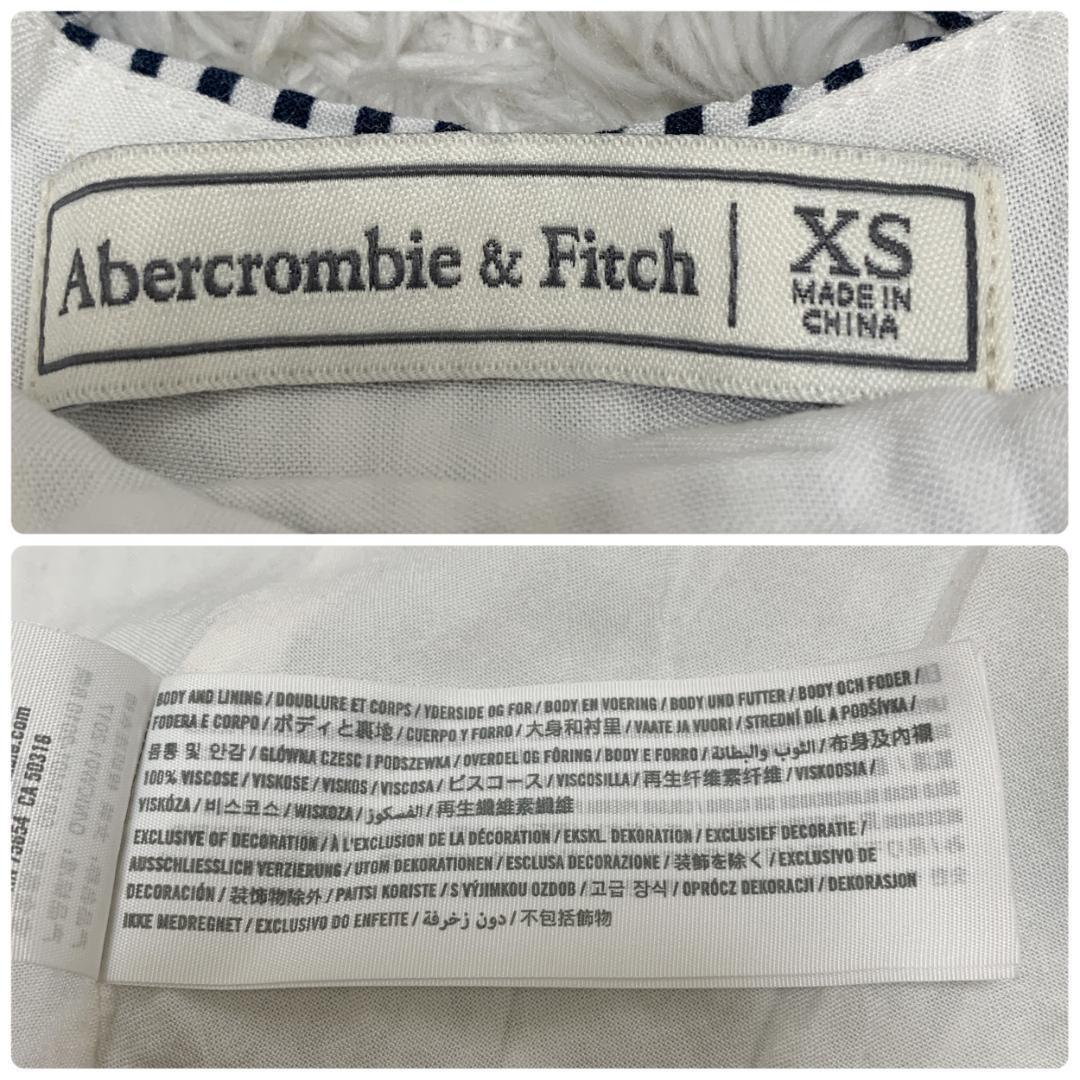 Abercrombie & Fitch
XS
MADE IN
CHINA
BODY AND LINING / DOUBLURE ET CORPS / YDERSIDE OG FOR / BODY EN VOERING / BODY UND FUTTER / BODY OCH FODER /
FODERA E CORPO / ボディと裏地 / CUERPO Y FORRO / 大身和衬里 / VAATE JA VUORI / STREDNÍ DÍL A PODŠÍVKA /
몸통 및 안감 / GLÓWNA CZESC I PODSZEWKA / OVERDEL OG FÔRING / BODY E FORRO / الثوب والبطانة / 布身及內襯
100% VISCOSE / VISKOSE / VISKOS / VISCOSA / ビスコース / VISCOSILLA / 再生纤维素纤维 / VISKOOSIA /
VISKÓZA / 비스코스 / WISKOZA / الفسكوز / 再生纖維素纖維
EXCLUSIVE OF DECORATION / À L'EXCLUSION DE LA DÉCORATION / EKSKL. DEKORATION / EXCLUSIEF DECORATIE /
AUSSCHLIESSLICH VERZIERUNG / UTOM DEKORATIONEN / ESCLUSA DECORAZIONE / 装飾を除く / EXCLUSIVO DE
DECORACIÓN / 装饰物除外 / PAITSI KORISTE / S VÝJIMKOU OZDOB / 고급 장식 / OPRÓCZ DEKORACJI / DEKORASJON
IKKE MEDREGNET / EXCLUSIVO DO ENFEITE / دون زخرفة / 不包括飾物
CA 50316